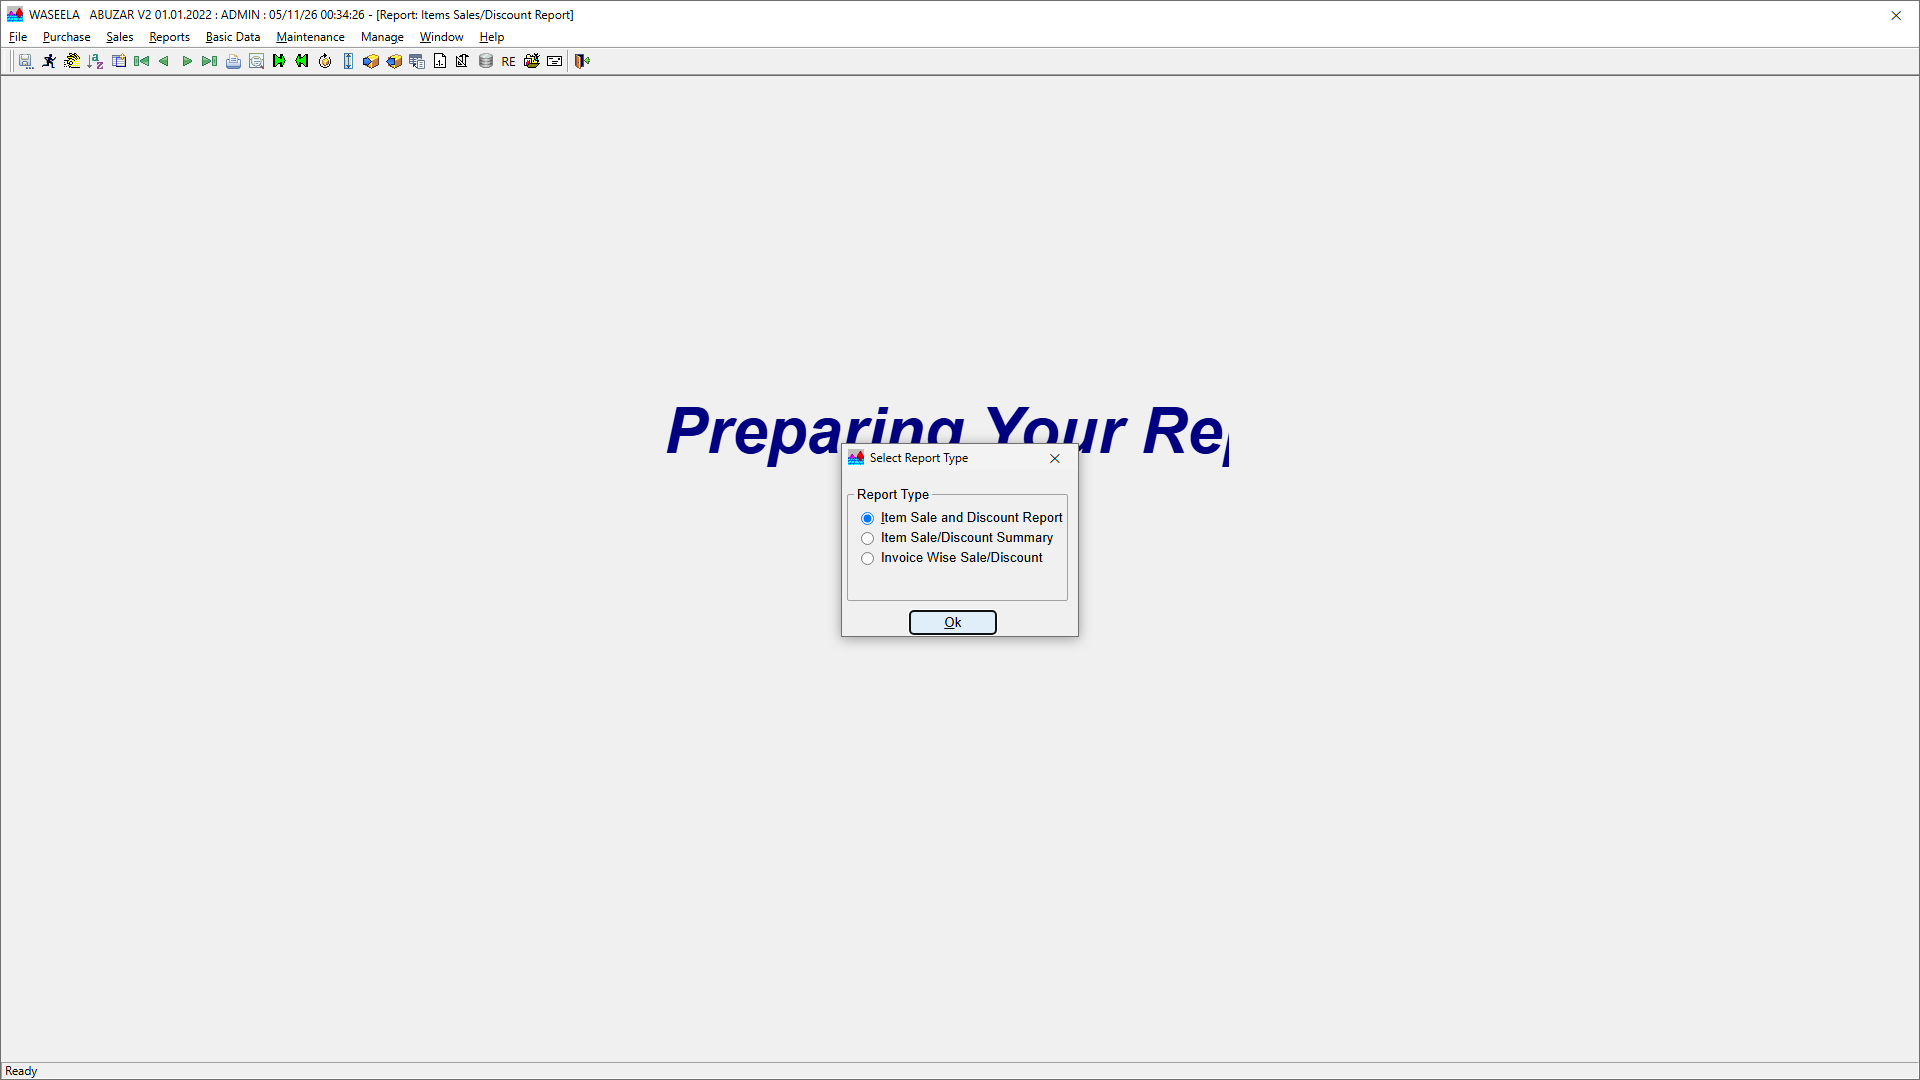 WASEELA   ABUZAR V2 01.01.2022 : ADMIN : 05/11/26 00:34:26 - [Report: Items Sales/Discount Report]
File Purchase Sales Reports Basic Data Maintenance Manage Window Help
RE
Preparing Your Rep
Select Report Type
Report Type
Item Sale and Discount Report
Item Sale/Discount Summary
Invoice Wise Sale/Discount
Ok
Ready